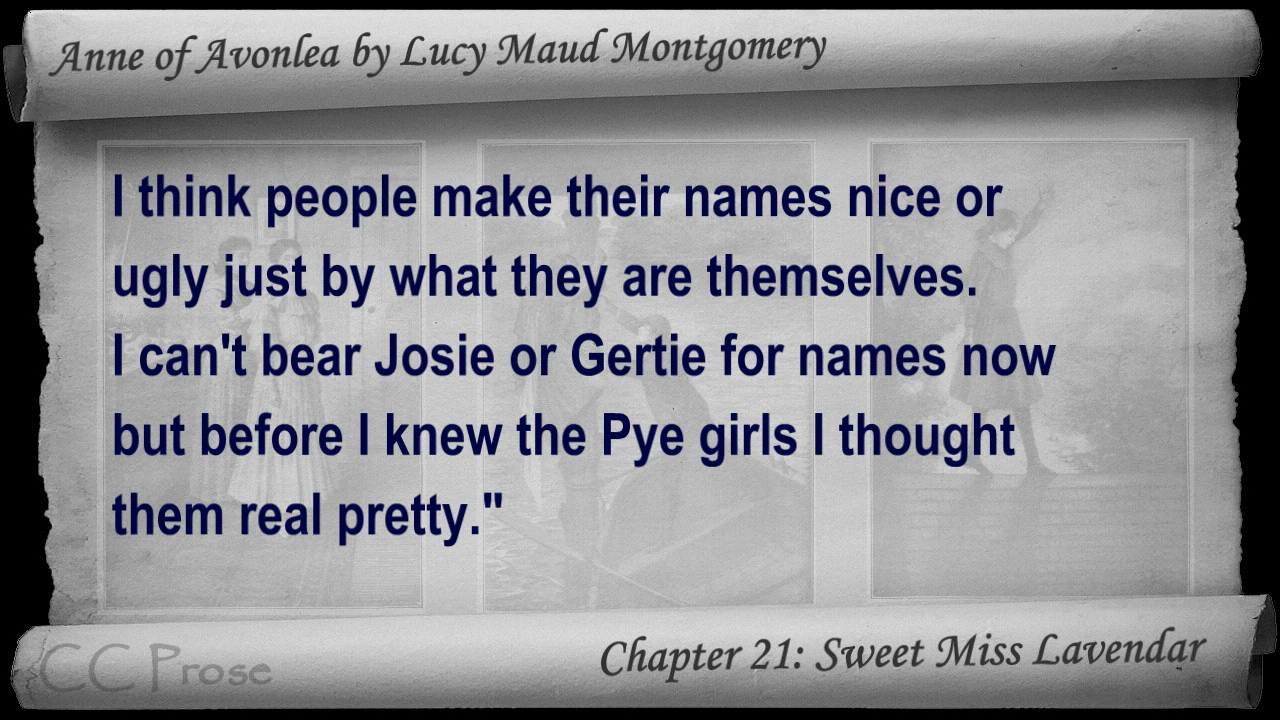 Anne of Avonlea by Lucy Maud Montgomery
I think people make their names nice or
ugly just by what they are themselves.
I can't bear Josie or Gertie for names now
but before I knew the Pye girls I thought
them real pretty."
CC Prose
Chapter 21: Sweet Miss Lavendar